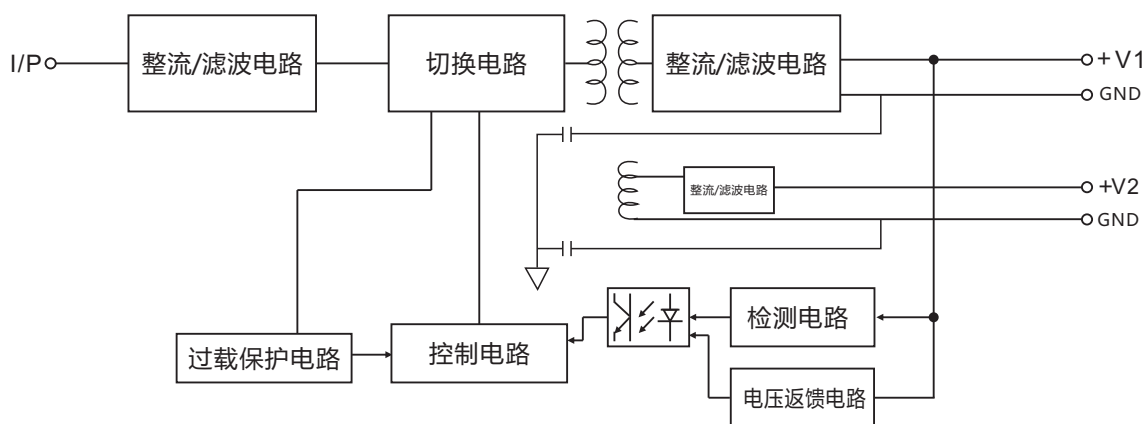 I/P
整流/滤波电路
切换电路
整流/滤波电路
+V1
GND
整流/滤波电路
+V2
GND
检测电路
过载保护电路
控制电路
电压返馈电路